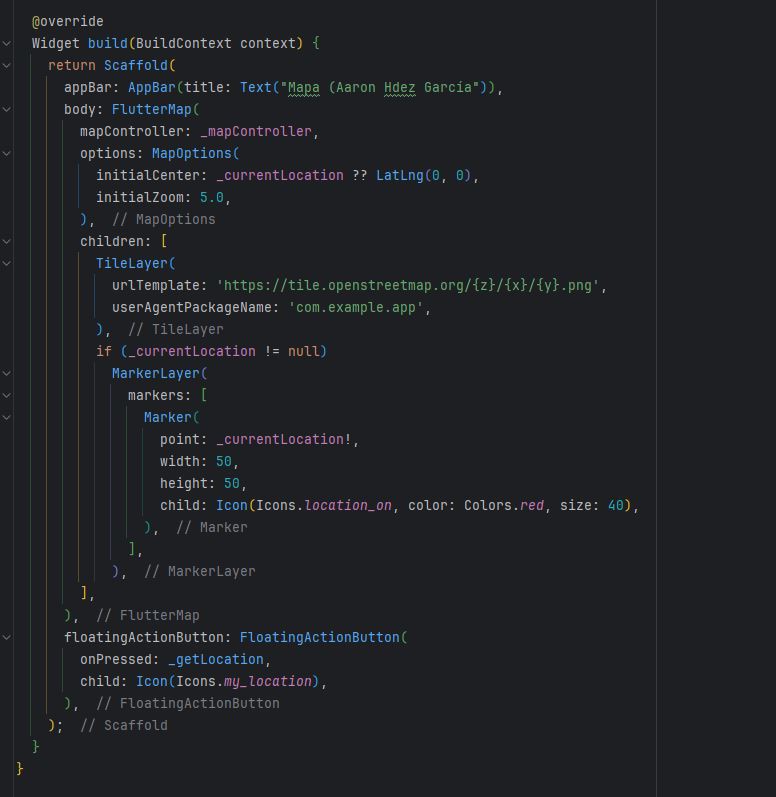 @override
Widget build(BuildContext context) {
return Scaffold(
appBar: AppBar(title: Text("Mapa (Aaron Hdez García")),
body: FlutterMap(
mapController: _mapController,
options: MapOptions(
initialCenter: _currentLocation ?? LatLng(0, 0),
initialZoom: 5.0,
), // MapOptions
children: [
TileLayer(
urlTemplate: 'https://tile.openstreetmap.org/{z}/{x}/{y}.png',
userAgentPackageName: 'com.example.app',
), // TileLayer
if (_currentLocation != null)
MarkerLayer(
markers: [
Marker(
point: _currentLocation!,
width: 50,
height: 50,
child: Icon(Icons.location_on, color: Colors.red, size: 40),
), // Marker
],
), // MarkerLayer
],
), // FlutterMap
floatingActionButton: FloatingActionButton(
onPressed: _getLocation,
child: Icon(Icons.my_location),
), // FloatingActionButton
); // Scaffold
}
}